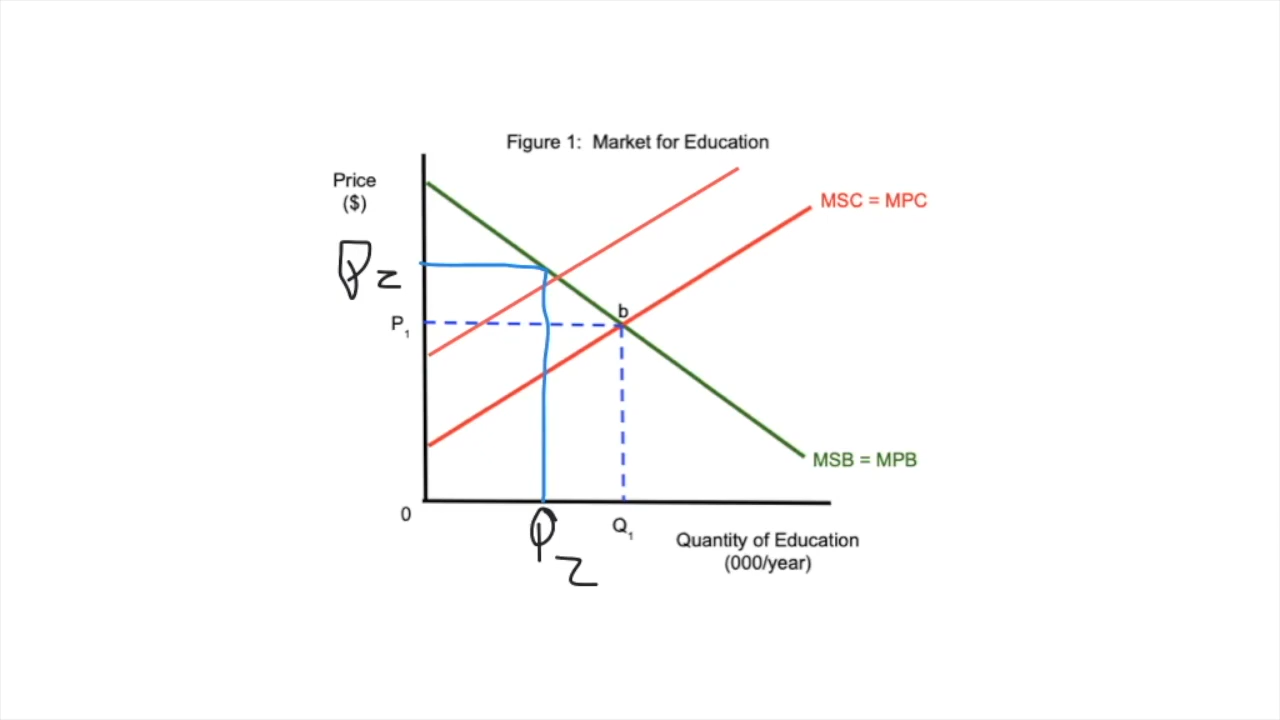 Figure 1: Market for Education
Price
($)
MSC = MPC
P2
b
P1
MSB = MPB
0
Q2
Q1
Quantity of Education
(000/year)